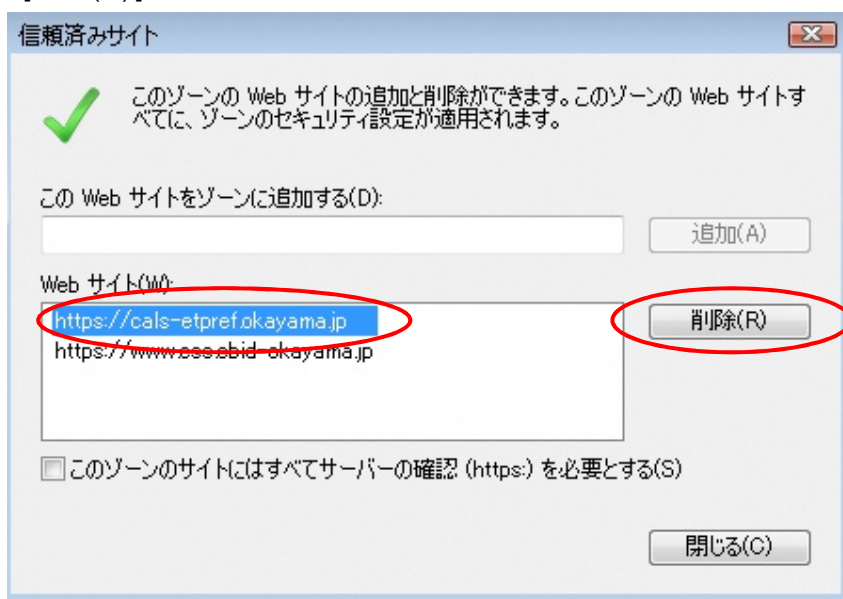 信頼済みサイト
このゾーンの Web サイトの追加と削除ができます。このゾーンの Web サイトす
べてに、ゾーンのセキュリティ設定が適用されます。
この Web サイトをゾーンに追加する(D):
追加(A)
Web サイト(W):
https://cals-etpref.okayama.jp
削除(R)
このゾーンのサイトにはすべてサーバーの確認 (https:) を必要とする(S)
閉じる(C)